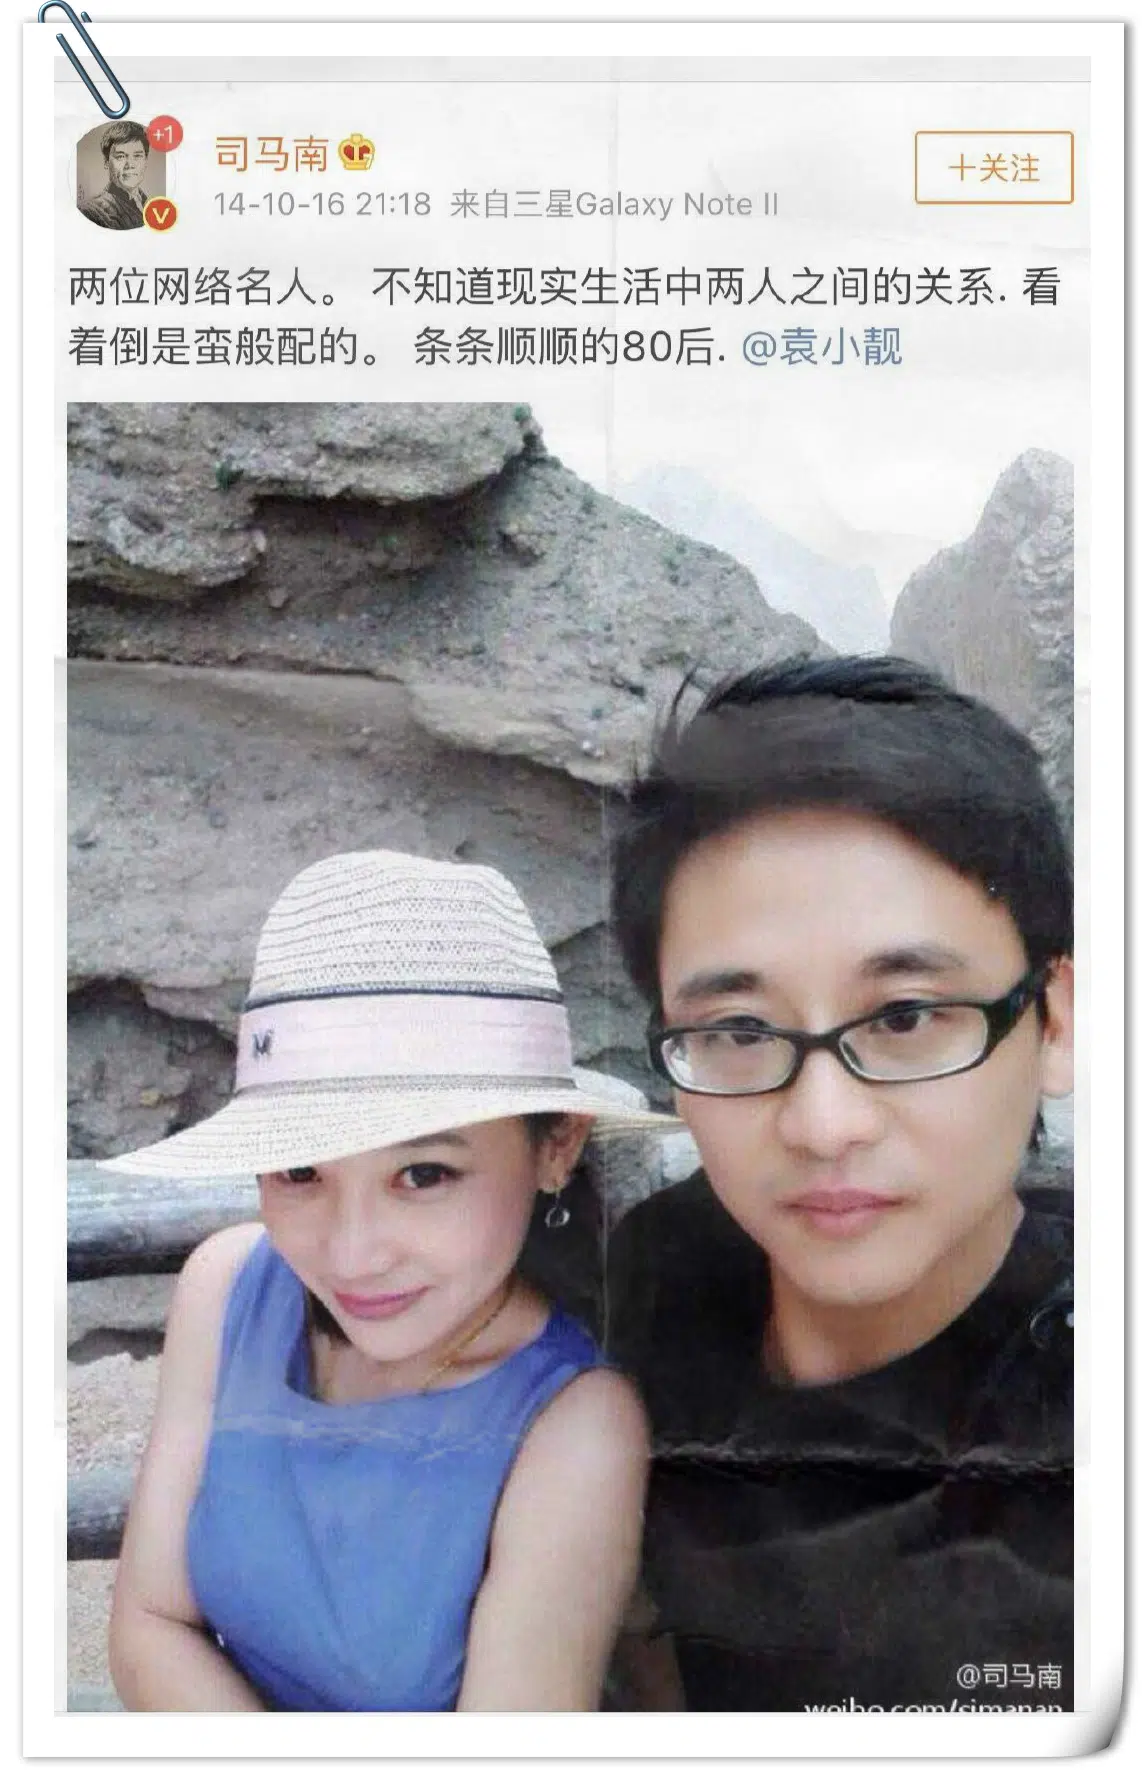 +1
司马南
V
14-10-16 21:18 来自三星Galaxy Note II
+关注
两位网络名人。 不知道现实生活中两人之间的关系. 看
着倒是蛮般配的。 条条顺顺的80后. @袁小靓
M
@司马南
weibo.com/simanan